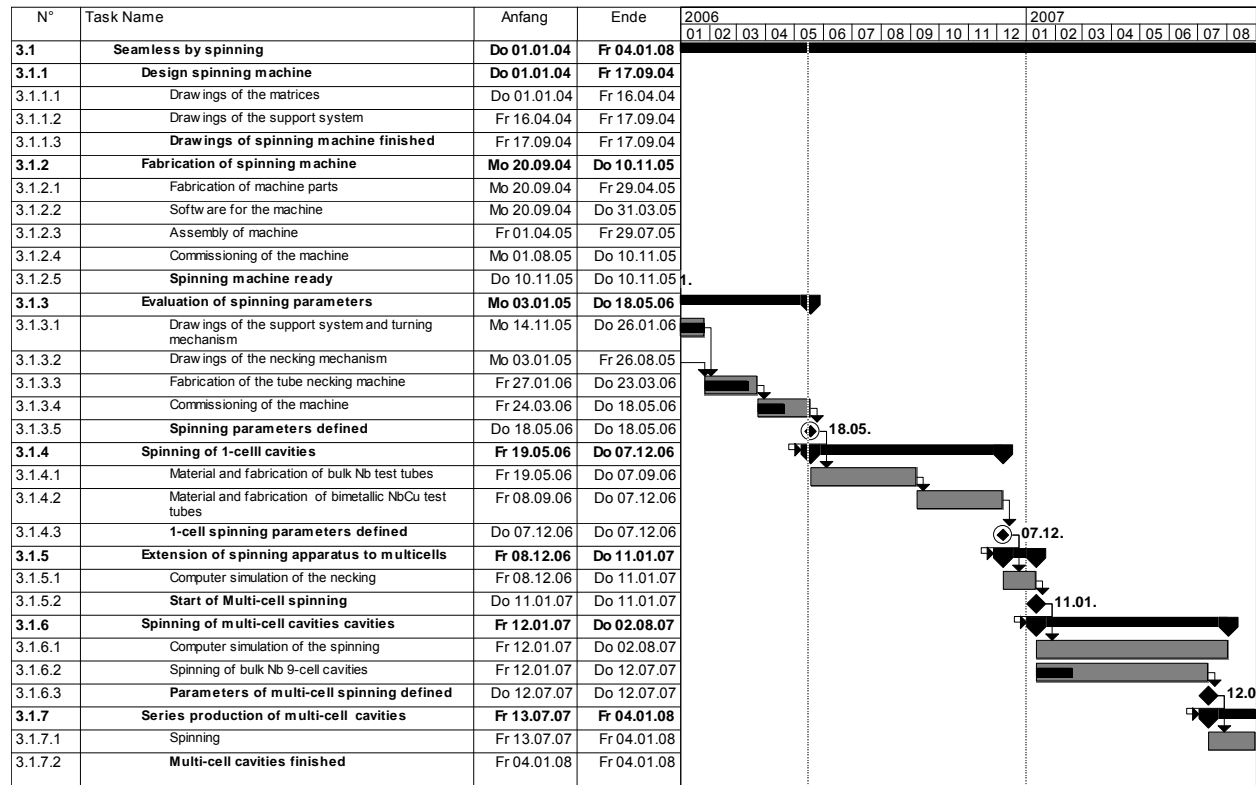 N° Task Name Anfang Ende 2006 2007
01 02 03 04 05 06 07 08 09 10 11 12 01 02 03 04 05 06 07 08
3.1 Seamless by spinning Do 01.01.04 Fr 04.01.08
3.1.1 Design spinning machine Do 01.01.04 Fr 17.09.04
3.1.1.1 Drawings of the matrices Do 01.01.04 Fr 16.04.04
3.1.1.2 Drawings of the support system Fr 16.04.04 Fr 17.09.04
3.1.1.3 Drawings of spinning machine finished Fr 17.09.04 Fr 17.09.04
3.1.2 Fabrication of spinning machine Mo 20.09.04 Do 10.11.05
3.1.2.1 Fabrication of machine parts Mo 20.09.04 Fr 29.04.05
3.1.2.2 Software for the machine Mo 20.09.04 Do 31.03.05
3.1.2.3 Assembly of machine Fr 01.04.05 Fr 29.07.05
3.1.2.4 Commissioning of the machine Mo 01.08.05 Do 10.11.05
3.1.2.5 Spinning machine ready Do 10.11.05 Do 10.11.05 1.
3.1.3 Evaluation of spinning parameters Mo 03.01.05 Do 18.05.06
3.1.3.1 Drawings of the support system and turning Mo 14.11.05 Do 26.01.06
mechanism
3.1.3.2 Drawings of the necking mechanism Mo 03.01.05 Fr 26.08.05
3.1.3.3 Fabrication of the tube necking machine Fr 27.01.06 Do 23.03.06
3.1.3.4 Commissioning of the machine Fr 24.03.06 Do 18.05.06
3.1.3.5 Spinning parameters defined Do 18.05.06 Do 18.05.06 18.05.
3.1.4 Spinning of 1-celll cavities Fr 19.05.06 Do 07.12.06
3.1.4.1 Material and fabrication of bulk Nb test tubes Fr 19.05.06 Do 07.09.06
3.1.4.2 Material and fabrication of bimetallic NbCu test Fr 08.09.06 Do 07.12.06
tubes
3.1.4.3 1-cell spinning parameters defined Do 07.12.06 Do 07.12.06 07.12.
3.1.5 Extension of spinning apparatus to multicells Fr 08.12.06 Do 11.01.07
3.1.5.1 Computer simulation of the necking Fr 08.12.06 Do 11.01.07
3.1.5.2 Start of Multi-cell spinning Do 11.01.07 Do 11.01.07 11.01.
3.1.6 Spinning of multi-cell cavities cavities Fr 12.01.07 Do 02.08.07
3.1.6.1 Computer simulation of the spinning Fr 12.01.07 Do 02.08.07
3.1.6.2 Spinning of bulk Nb 9-cell cavities Fr 12.01.07 Do 12.07.07
3.1.6.3 Parameters of multi-cell spinning defined Do 12.07.07 Do 12.07.07 12.0
3.1.7 Series production of multi-cell cavities Fr 13.07.07 Fr 04.01.08
3.1.7.1 Spinning Fr 13.07.07 Fr 04.01.08
3.1.7.2 Multi-cell cavities finished Fr 04.01.08 Fr 04.01.08